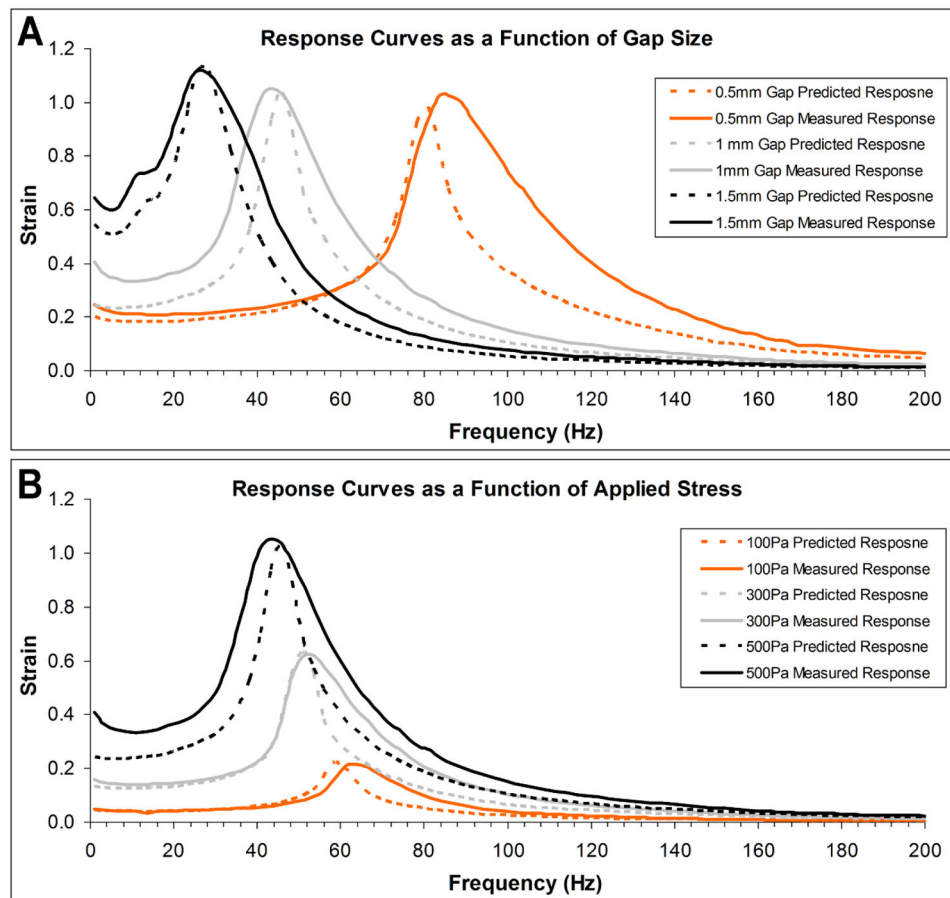 A
Response Curves as a Function of Gap Size
1.2
1.0
0.8
0.6
0.4
0.2
0.0
Strain
0 20 40 60 80 100 120 140 160 180 200
Frequency (Hz)
0.5mm Gap Predicted Resposne
0.5mm Gap Measured Response
1 mm Gap Predicted Resposne
1mm Gap Measured Response
1.5mm Gap Predicted Resposne
1.5mm Gap Measured Response
B
Response Curves as a Function of Applied Stress
1.2
1.0
0.8
0.6
0.4
0.2
0.0
Strain
0 20 40 60 80 100 120 140 160 180 200
Frequency (Hz)
100Pa Predicted Resposne
100Pa Measured Response
300Pa Predicted Resposne
300Pa Measured Response
500Pa Predicted Resposne
500Pa Measured Response